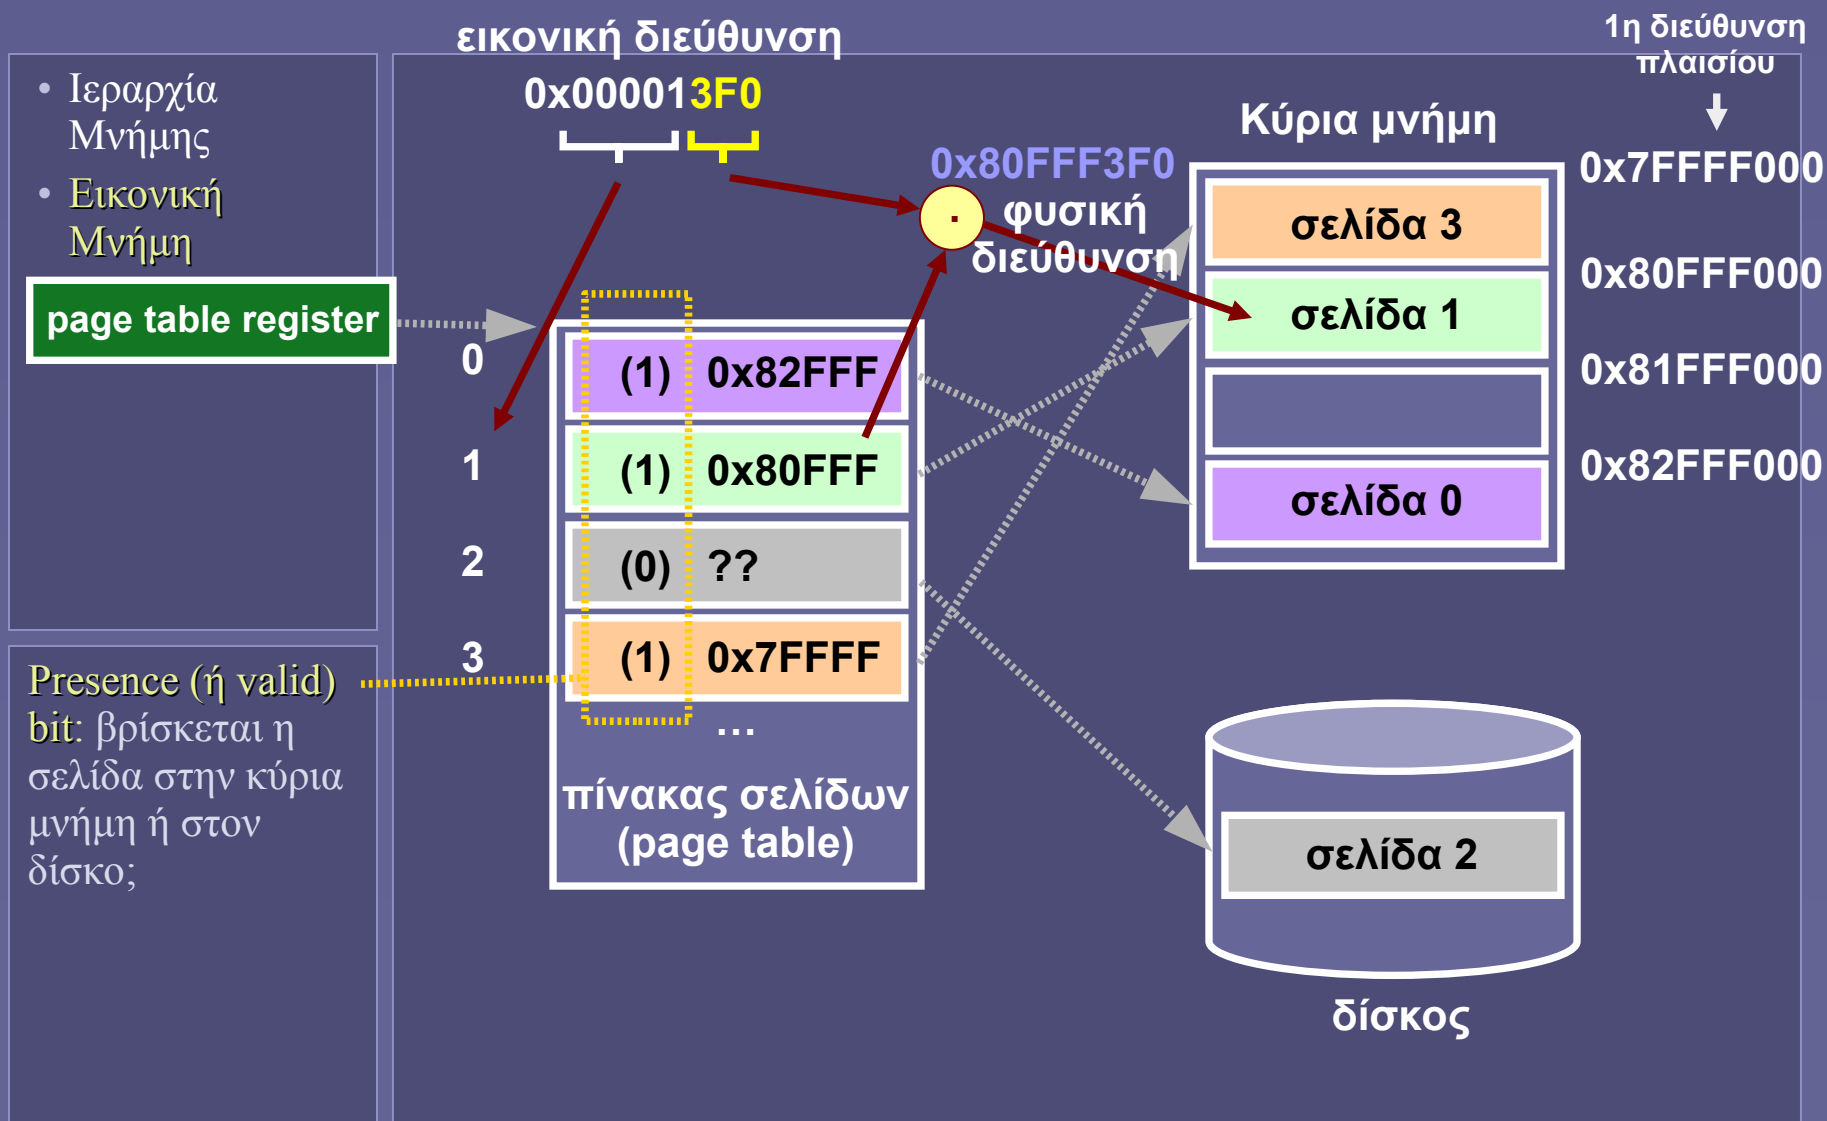 • Ιεραρχία
Μνήμης
• Εικονική
Μνήμη
page table register
Presence (ή valid)
bit: βρίσκεται η
σελίδα στην κύρια
μνήμη ή στον
δίσκο;
εικονική διεύθυνση
0x000013F0
0x80FFF3F0
φυσική
διεύθυνση
0
(1) 0x82FFF
1
(1) 0x80FFF
2
(0) ??
3
(1) 0x7FFFF
...
πίνακας σελίδων
(page table)
Κύρια μνήμη
σελίδα 3
σελίδα 1
σελίδα 0
1η διεύθυνση
πλαισίου
0x7FFFF000
0x80FFF000
0x81FFF000
0x82FFF000
σελίδα 2
δίσκος